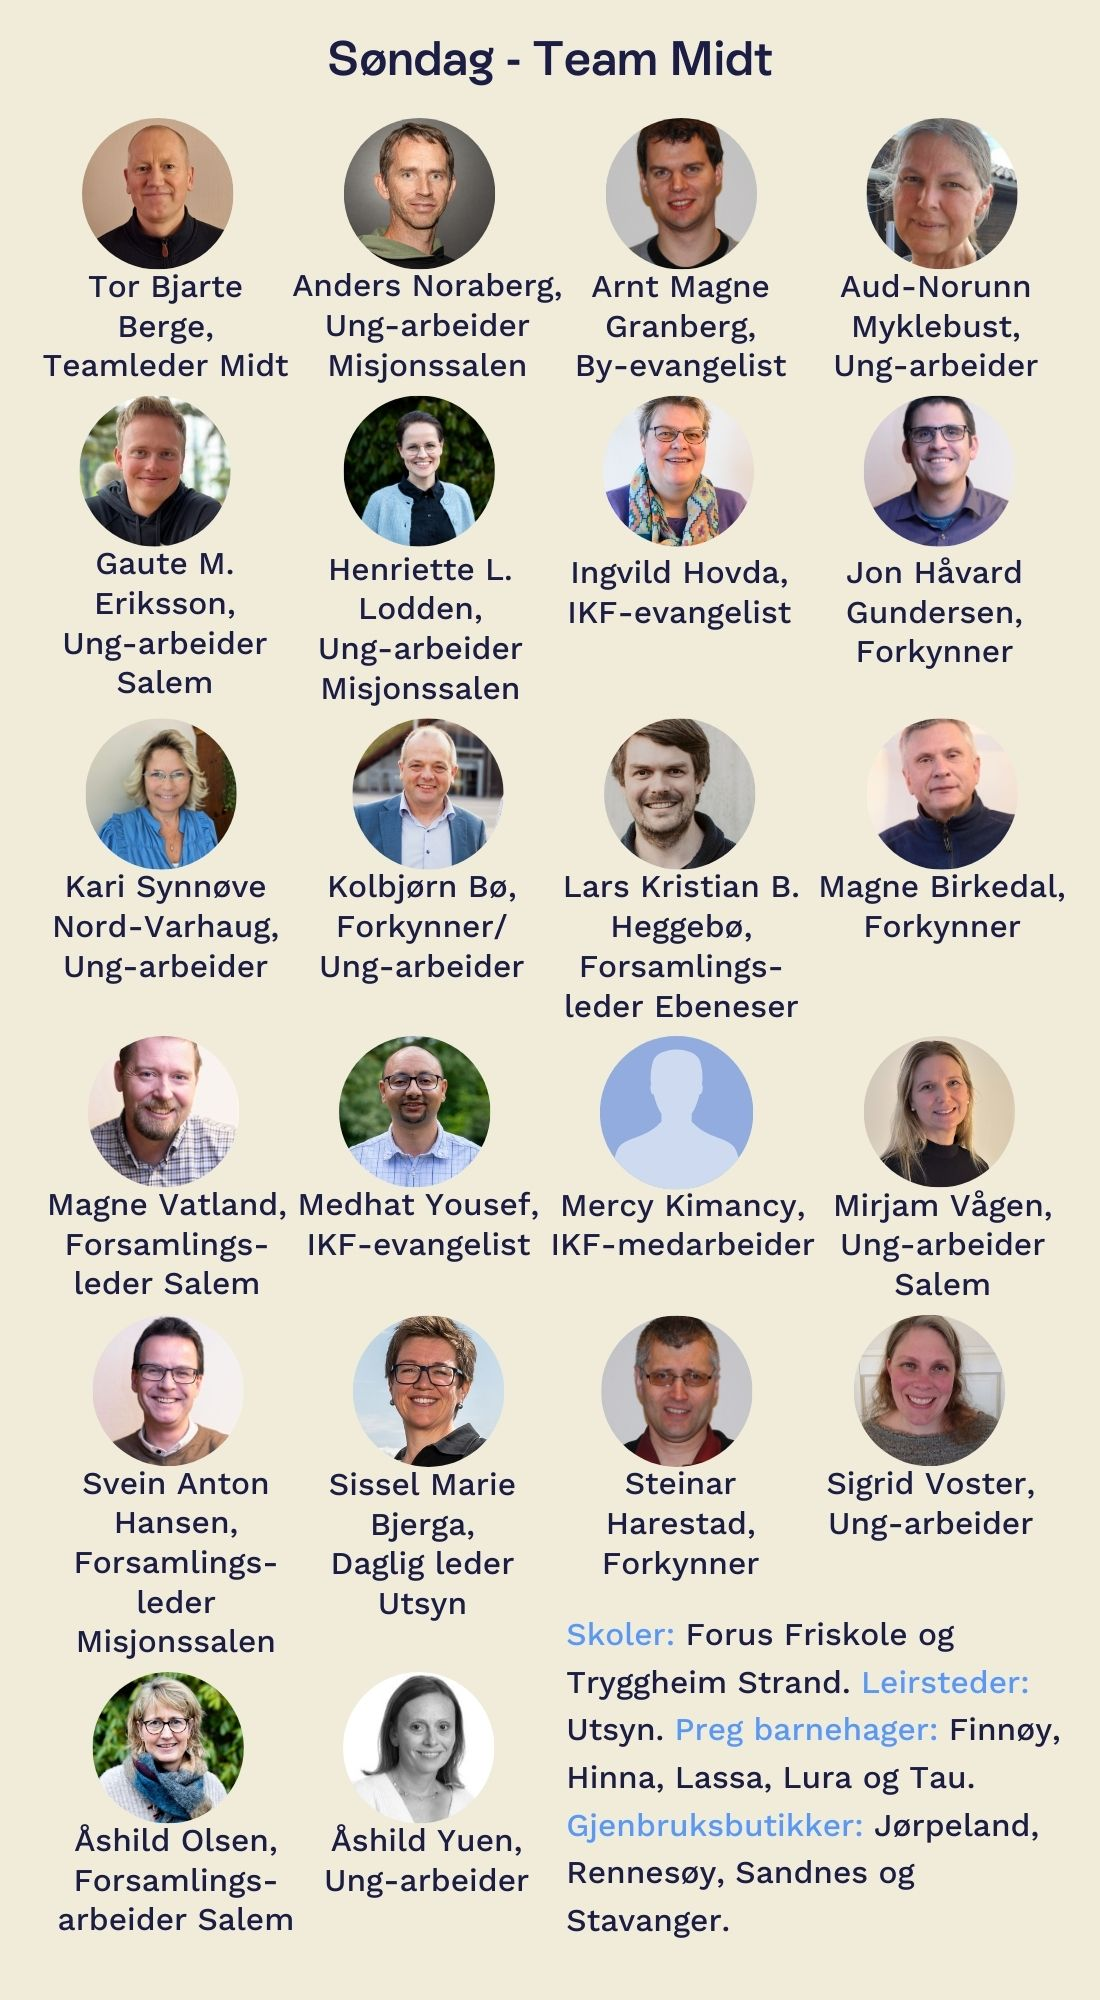 Søndag - Team Midt
Tor Bjarte
Berge,
Teamleder Midt
Anders Noraberg,
Ung-arbeider
Misjonssalen
Arnt Magne
Granberg,
By-evangelist
Aud-Norunn
Myklebust,
Ung-arbeider
Gaute M.
Eriksson,
Ung-arbeider
Salem
Henriette L.
Lodden,
Ung-arbeider
Misjonssalen
Ingvild Hovda,
IKF-evangelist
Jon Håvard
Gundersen,
Forkynner
Kari Synnøve
Nord-Varhaug,
Ung-arbeider
Kolbjørn Bø,
Forkynner/
Ung-arbeider
Lars Kristian B.
Heggebø,
Forsamlings-
leder Ebeneser
Magne Birkedal,
Forkynner
Magne Vatland,
Forsamlings-
leder Salem
Medhat Yousef,
IKF-evangelist
Mercy Kimancy,
IKF-medarbeider
Mirjam Vågen,
Ung-arbeider
Salem
Svein Anton
Hansen,
Forsamlings-
leder
Misjonssalen
Sissel Marie
Bjerga,
Daglig leder
Utsyn
Steinar
Harestad,
Forkynner
Sigrid Voster,
Ung-arbeider
Åshild Olsen,
Forsamlings-
arbeider Salem
Åshild Yuen,
Ung-arbeider
Skoler: Forus Friskole og
Tryggheim Strand. Leirsteder:
Utsyn. Preg barnehager: Finnøy,
Hinna, Lassa, Lura og Tau.
Gjenbruksbutikker: Jørpeland,
Rennesøy, Sandnes og
Stavanger.